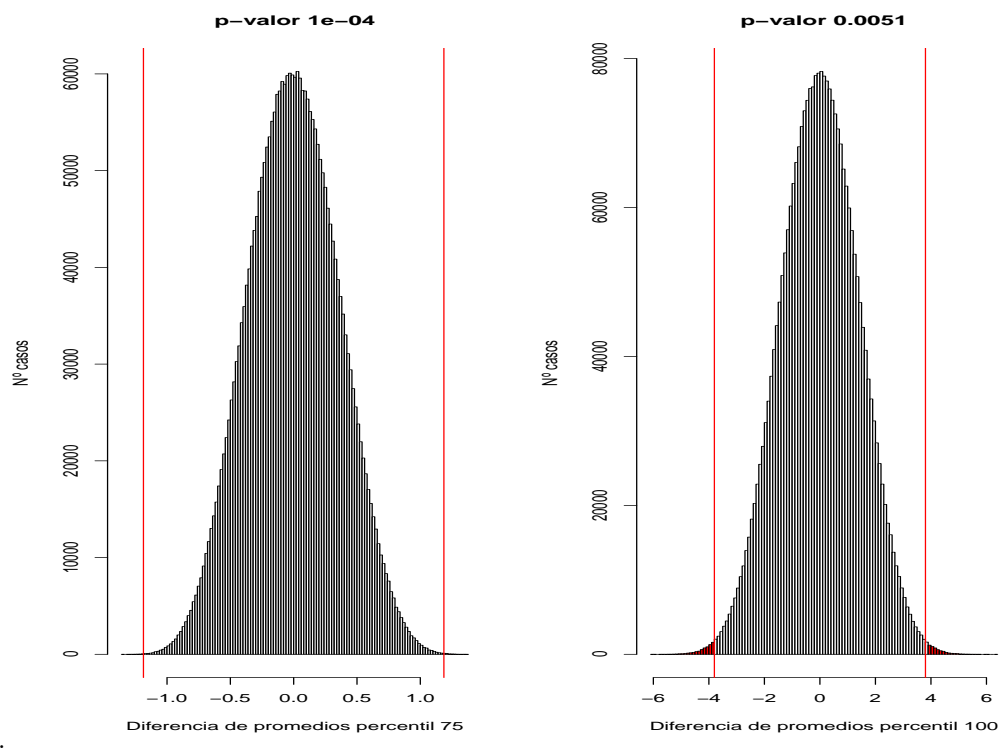 p−valor 1e−04
Nº casos
60000
50000
40000
30000
20000
10000
0
−1.0 −0.5 0.0 0.5 1.0
Diferencia de promedios percentil 75
p−valor 0.0051
Nº casos
80000
60000
40000
20000
0
−6 −4 −2 0 2 4 6
Diferencia de promedios percentil 100
.